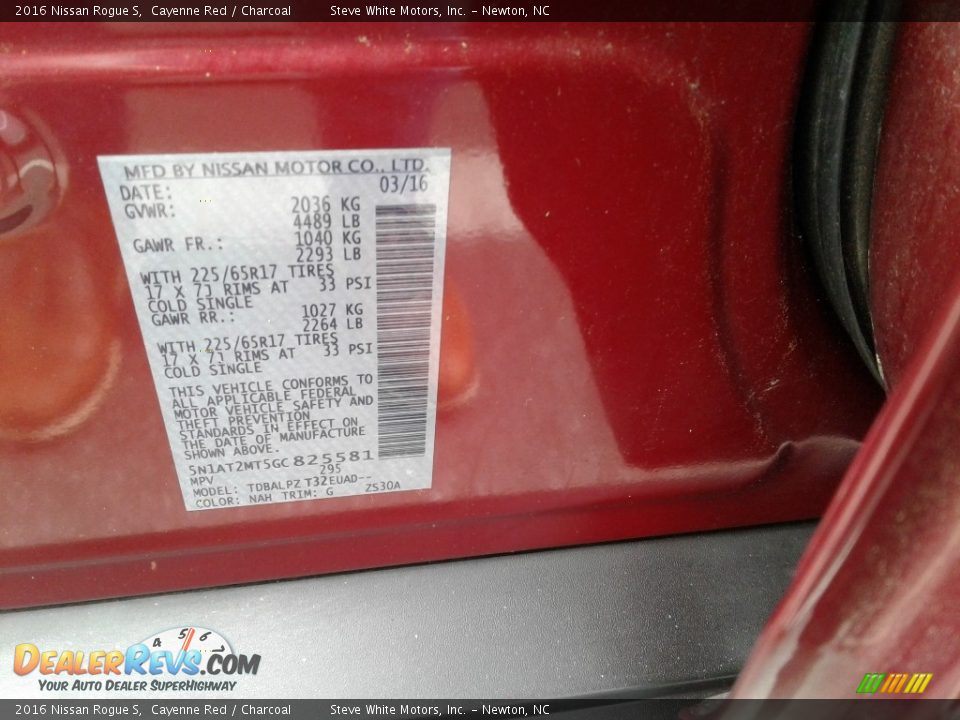 2016 Nissan Rogue S, Cayenne Red / Charcoal Steve White Motors, Inc. - Newton, NC
MFD BY NISSAN MOTOR CO., LTD.
DATE: 03/16
GVWR: 2036 KG
4489 LB
GAWR FR.: 1040 KG
2293 LB
WITH 225/65R17 TIRES
17 X 7J RIMS AT 33 PSI
COLD SINGLE
GAWR RR.: 1027 KG
2264 LB
WITH 225/65R17 TIRES
17 X 7J RIMS AT 33 PSI
COLD SINGLE
THIS VEHICLE CONFORMS TO
ALL APPLICABLE FEDERAL
MOTOR VEHICLE SAFETY AND
THEFT PREVENTION
STANDARDS IN EFFECT ON
THE DATE OF MANUFACTURE
SHOWN ABOVE.
5N1AT2MT5GC825581
MPV 295
MODEL: TDBALPZ T32EUAD--
COLOR: NAH TRIM: G ZS30A
4 5 6
DealerRevs.com
Your Auto Dealer SuperHighway
2016 Nissan Rogue S, Cayenne Red / Charcoal Steve White Motors, Inc. - Newton, NC